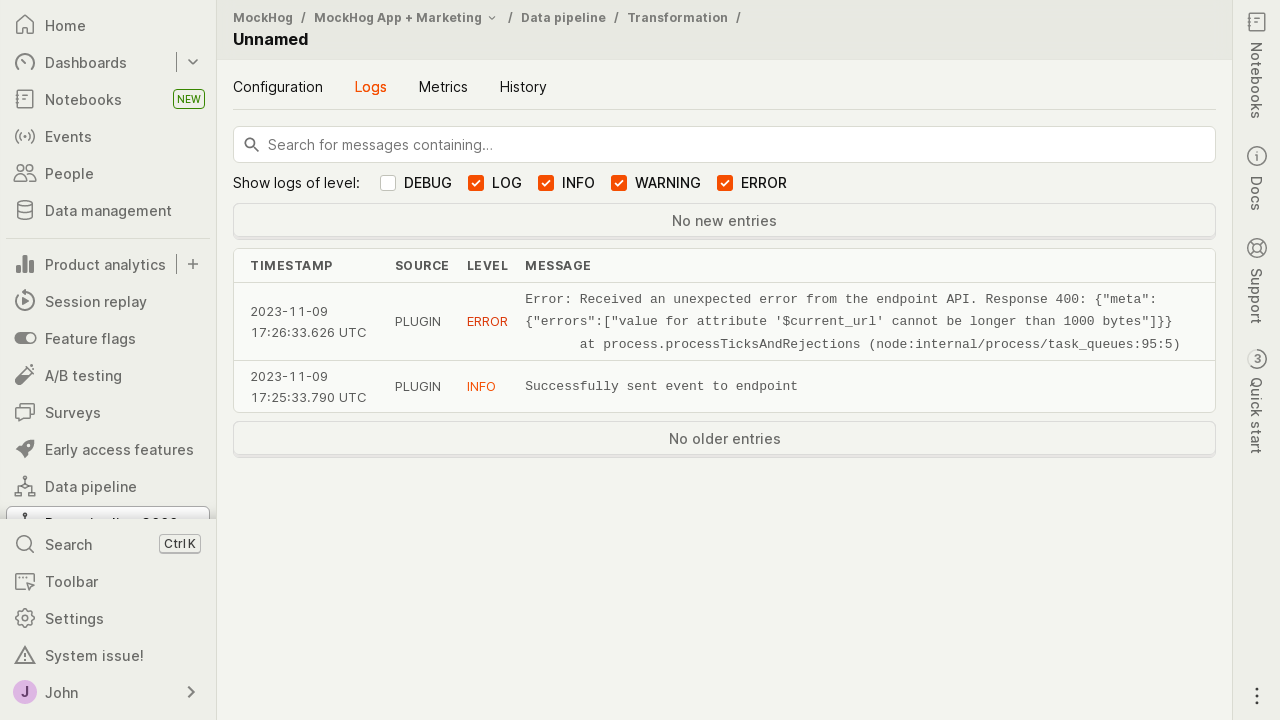 Home
Dashboards
Notebooks
NEW
Events
People
Data management
Product analytics
Session replay
Feature flags
A/B testing
Surveys
Early access features
Data pipeline
Search
Ctrl K
Toolbar
Settings
System issue!
J
John
MockHog / MockHog App + Marketing / Data pipeline / Transformation /
Unnamed
Configuration
Logs
Metrics
History
Search for messages containing…
Show logs of level:
DEBUG
LOG
INFO
WARNING
ERROR
No new entries
TIMESTAMP SOURCE LEVEL MESSAGE
2023-11-09
17:26:33.626 UTC
PLUGIN
ERROR
Error: Received an unexpected error from the endpoint API. Response 400: {"meta":
{"errors":["value for attribute '$current_url' cannot be longer than 1000 bytes"]}}
at process.processTicksAndRejections (node:internal/process/task_queues:95:5)
2023-11-09
17:25:33.790 UTC
PLUGIN
INFO
Successfully sent event to endpoint
No older entries
Notebooks
Docs
Support
3
Quick start